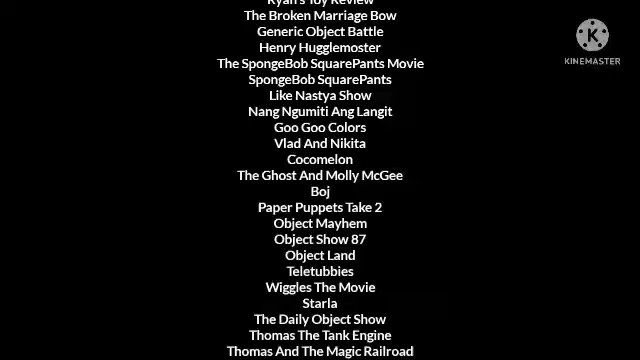 Ryan's Toy Review
The Broken Marriage Bow
Generic Object Battle
Henry Hugglemoster
The SpongeBob SquarePants Movie
SpongeBob SquarePants
Like Nastya Show
Nang Ngumiti Ang Langit
Goo Goo Colors
Vlad And Nikita
Cocomelon
The Ghost And Molly McGee
Boj
Paper Puppets Take 2
Object Mayhem
Object Show 87
Object Land
Teletubbies
Wiggles The Movie
Starla
The Daily Object Show
Thomas The Tank Engine
Thomas And The Magic Railroad
K
KINEMASTER